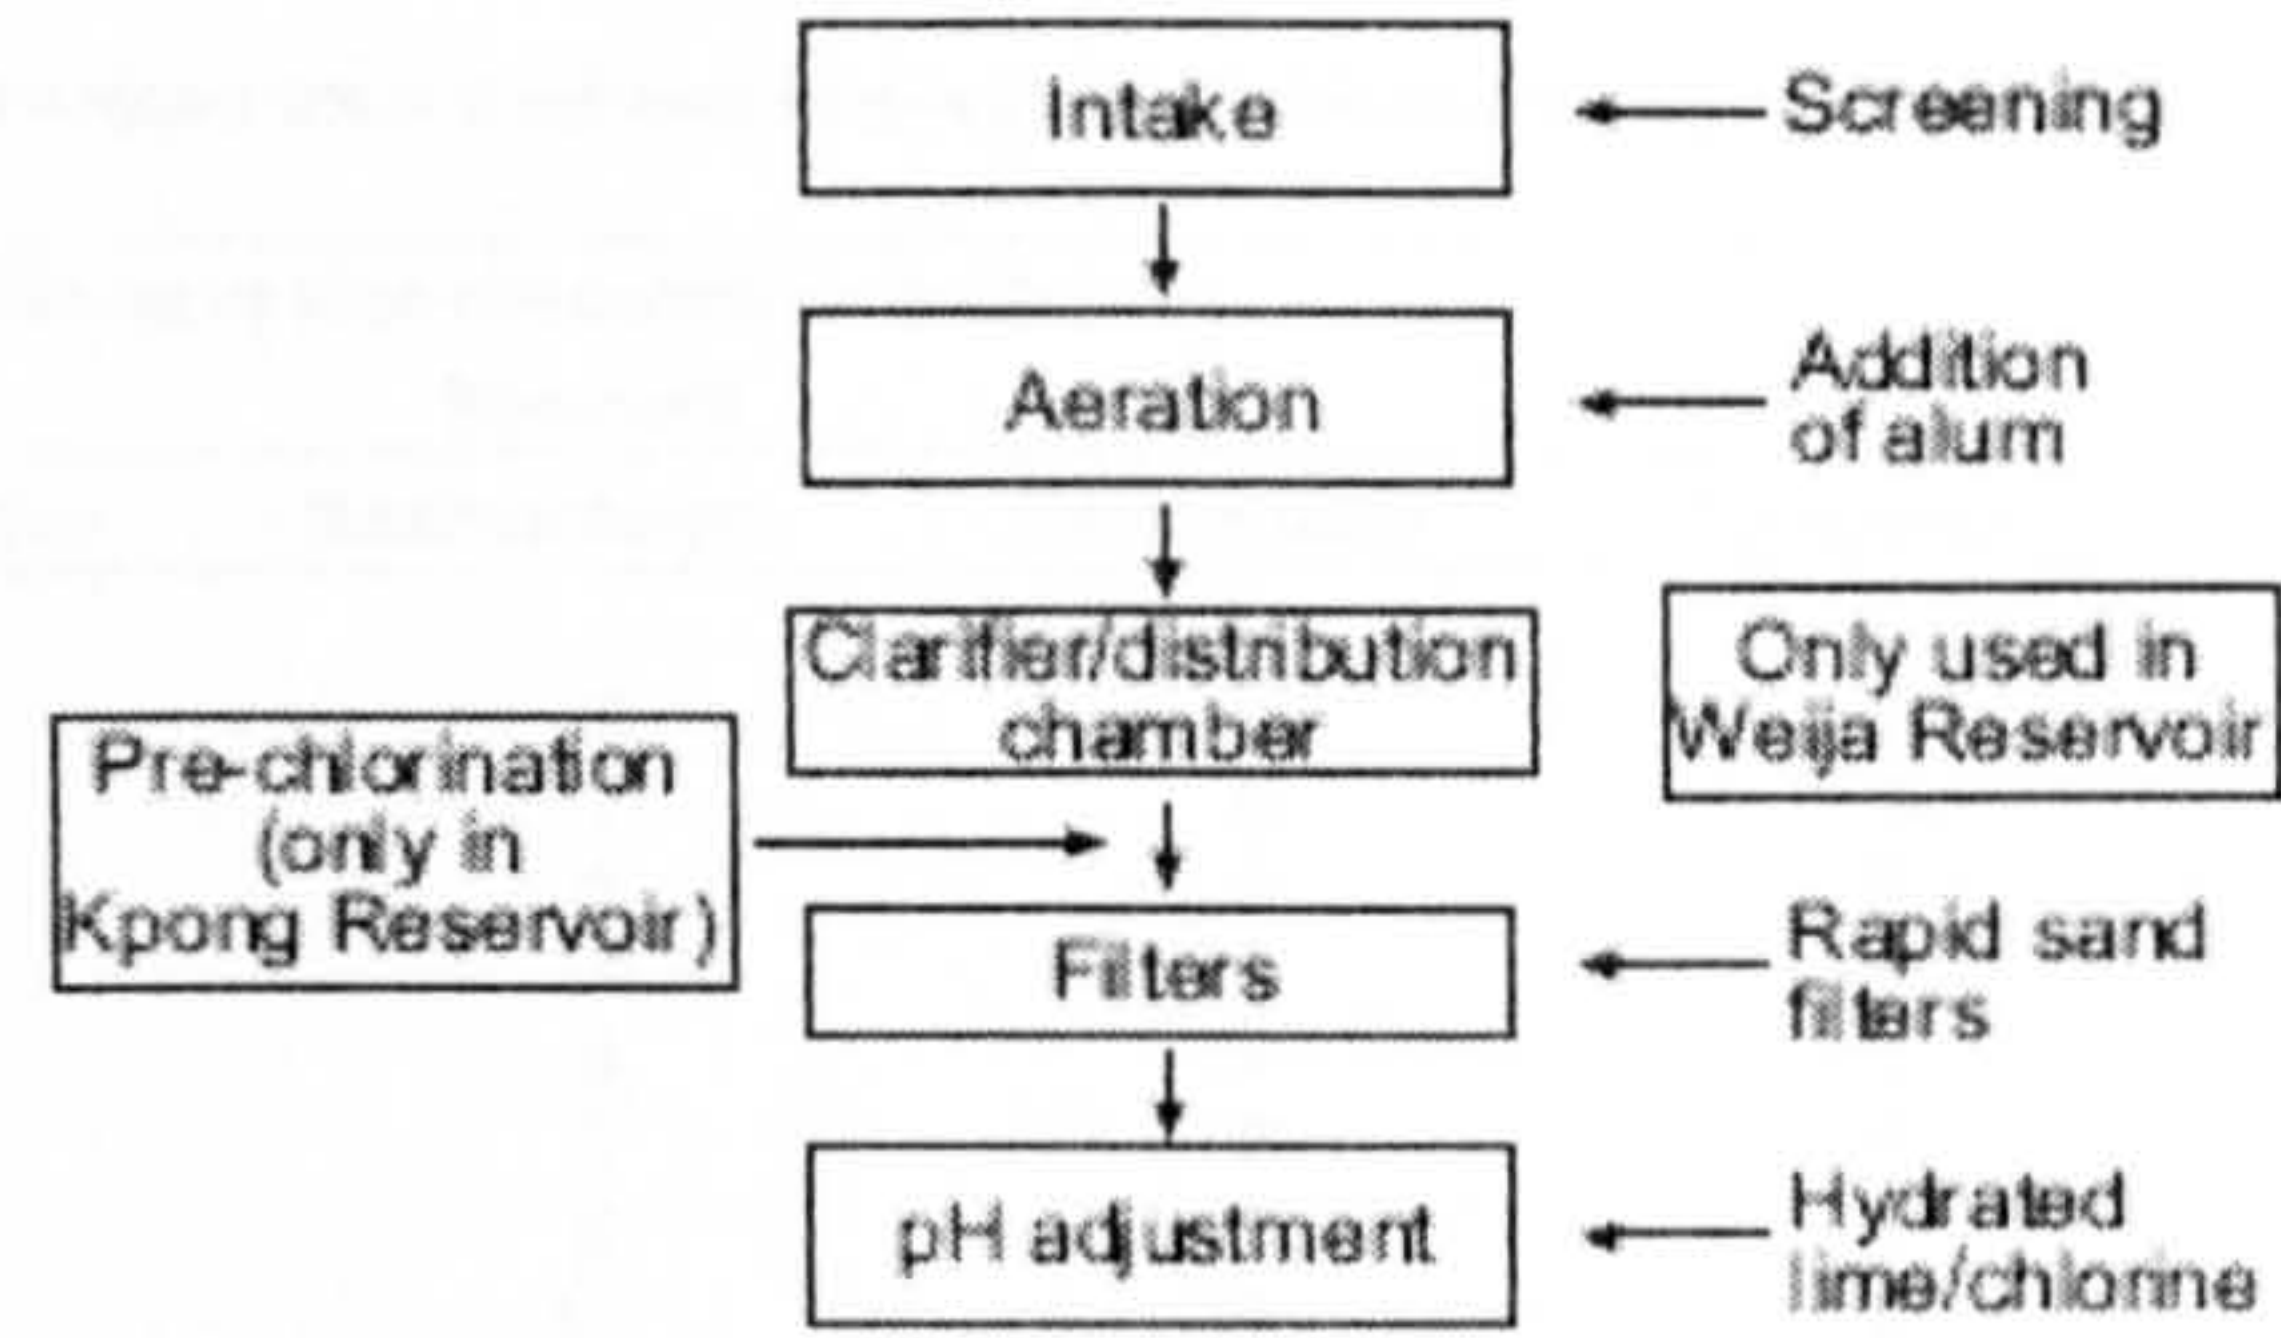 Intake
Screening
Aeration
Addition
of alum
Clarifier/distribution
chamber
Only used in
Weija Reservoir
Pre-chlorination
(only in
Kpong Reservoir)
Filters
Rapid sand
filters
pH adjustment
Hydrated
lime/chlorine